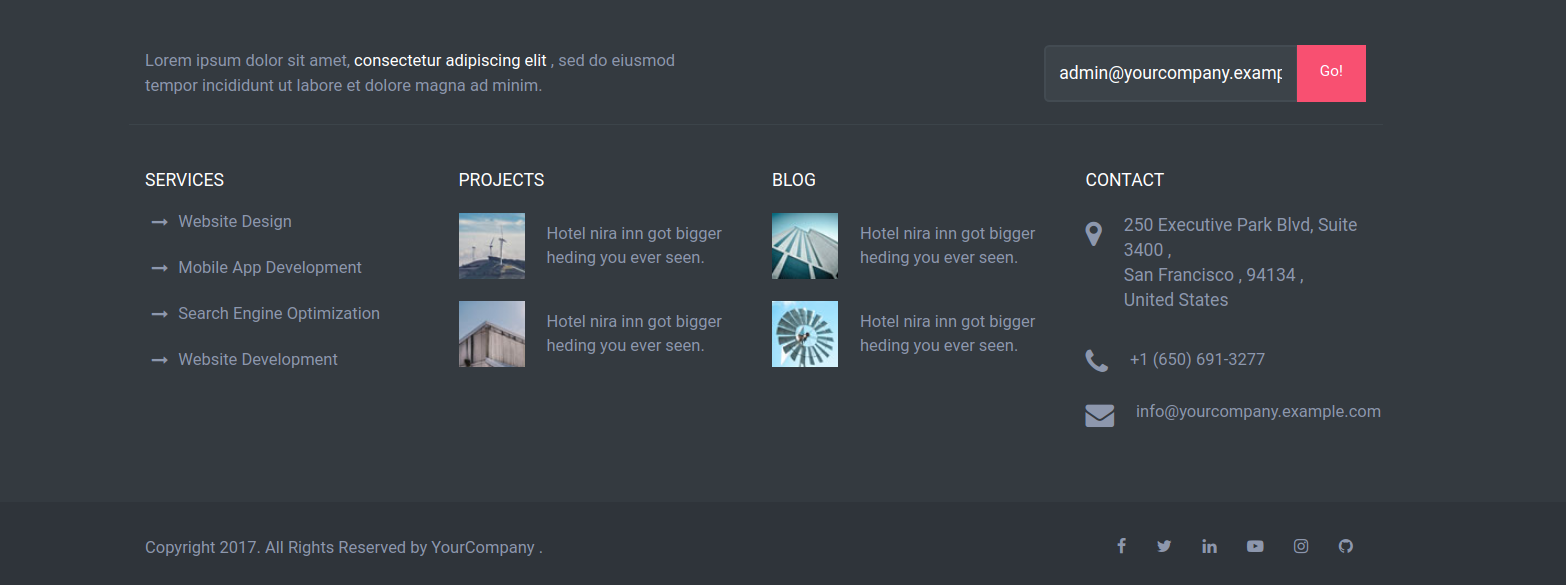 Lorem ipsum dolor sit amet, consectetur adipiscing elit , sed do eiusmod
tempor incididunt ut labore et dolore magna ad minim.
admin@yourcompany.examp
Go!
SERVICES
Website Design
Mobile App Development
Search Engine Optimization
Website Development
PROJECTS
Hotel nira inn got bigger
heding you ever seen.
Hotel nira inn got bigger
heding you ever seen.
BLOG
Hotel nira inn got bigger
heding you ever seen.
Hotel nira inn got bigger
heding you ever seen.
CONTACT
250 Executive Park Blvd, Suite
3400 ,
San Francisco , 94134 ,
United States
+1 (650) 691-3277
info@yourcompany.example.com
Copyright 2017. All Rights Reserved by YourCompany .